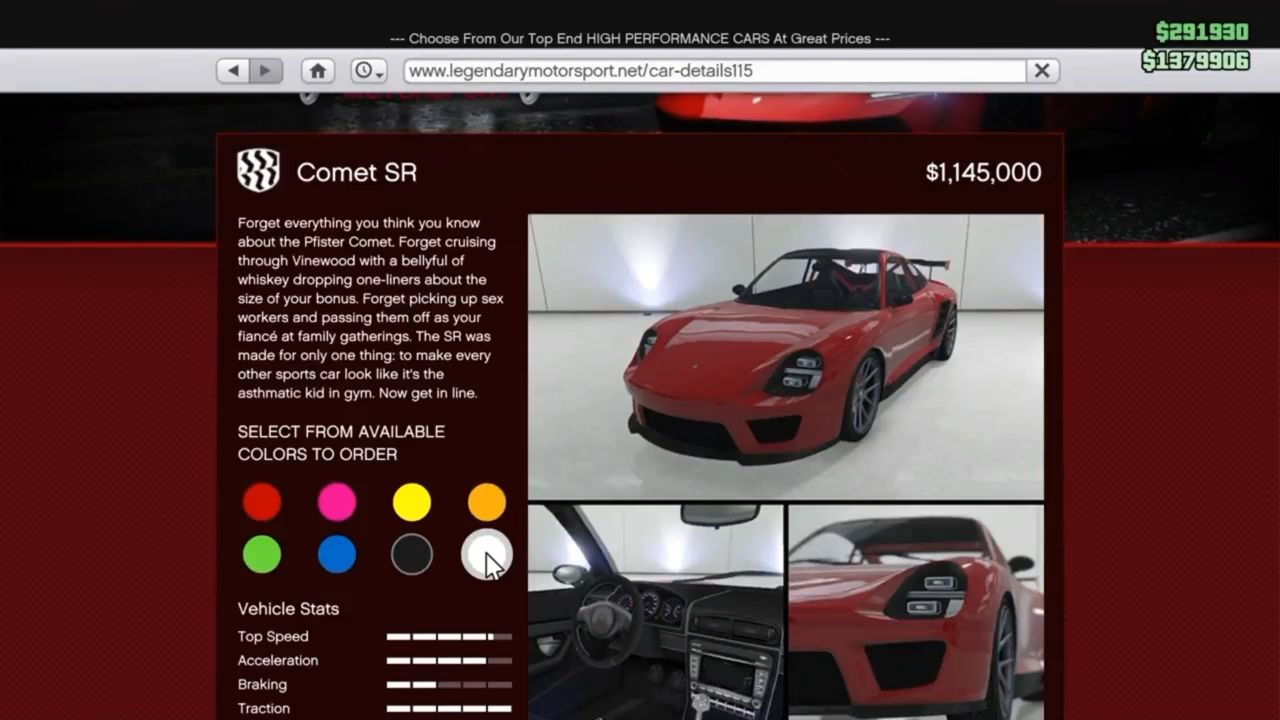 --- Choose From Our Top End HIGH PERFORMANCE CARS At Great Prices ---
$291930
$1379906
www.legendarymotorsport.net/car-details115
Comet SR
$1,145,000
Forget everything you think you know
about the Pfister Comet. Forget cruising
through Vinewood with a bellyful of
whiskey dropping one-liners about the
size of your bonus. Forget picking up sex
workers and passing them off as your
fiancé at family gatherings. The SR was
made for only one thing: to make every
other sports car look like it's the
asthmatic kid in gym. Now get in line.
SELECT FROM AVAILABLE
COLORS TO ORDER
Vehicle Stats
Top Speed
Acceleration
Braking
Traction